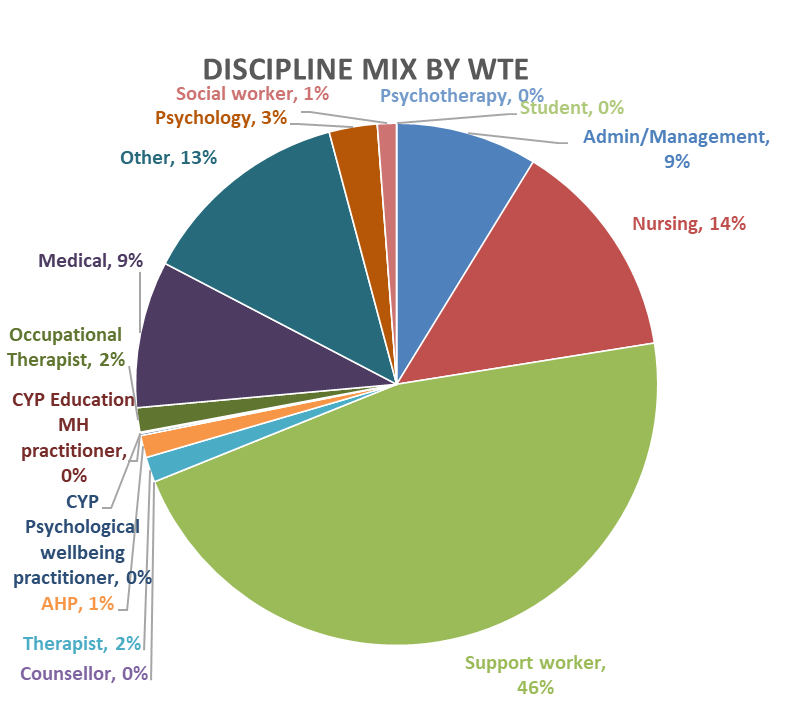 DISCIPLINE MIX BY WTE
Social worker, 1%
Psychotherapy, 0%
Student, 0%
Psychology, 3%
Admin/Management,
9%
Other, 13%
Nursing, 14%
Medical, 9%
Occupational
Therapist, 2%
CYP Education
MH
practitioner,
0%
CYP
Psychological
wellbeing
practitioner, 0%
AHP, 1%
Therapist, 2%
Counsellor, 0%
Support worker,
46%